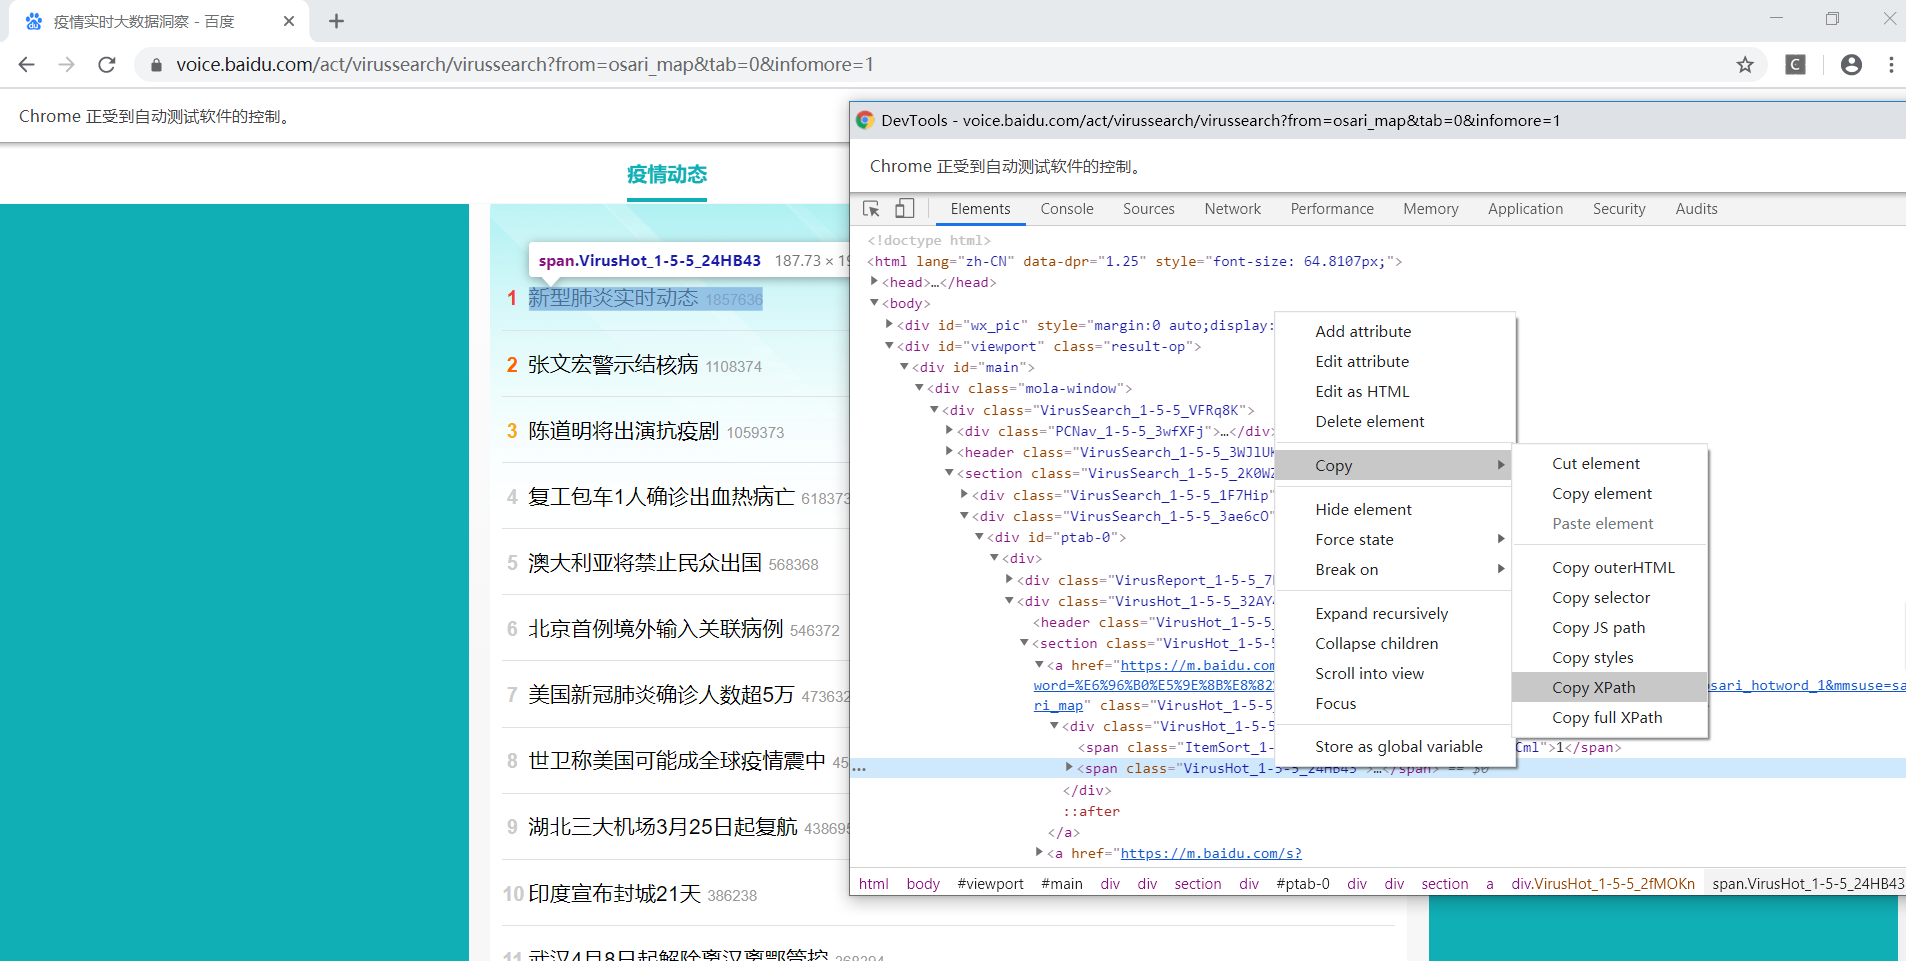 疫情实时大数据洞察 - 百度
voice.baidu.com/act/virussearch/virussearch?from=osari_map&tab=0&infomore=1
Chrome 正受到自动测试软件的控制。
疫情动态
span.VirusHot_1-5-5_24HB43 187.73 × 19
1 新型肺炎实时动态 1857636
2 张文宏警示结核病 1108374
3 陈道明将出演抗疫剧 1059373
4 复工包车1人确诊出血热病亡 618373
5 澳大利亚将禁止民众出国 568368
6 北京首例境外输入关联病例 546372
7 美国新冠肺炎确诊人数超5万 473632
8 世卫称美国可能成全球疫情震中 45
9 湖北三大机场3月25日起复航 438695
10 印度宣布封城21天 386238
11 武汉4月8日起解除离汉离鄂管控 268394
DevTools - voice.baidu.com/act/virussearch/virussearch?from=osari_map&tab=0&infomore=1
Chrome 正受到自动测试软件的控制。
Elements Console Sources Network Performance Memory Application Security Audits
<!doctype html>
<html lang="zh-CN" data-dpr="1.25" style="font-size: 64.8107px;">
<head>…</head>
<body>
<div id="wx_pic" style="margin:0 auto;display:
<div id="viewport" class="result-op">
<div id="main">
<div class="mola-window">
<div class="VirusSearch_1-5-5_VFRq8K">
<div class="PCNav_1-5-5_3wfXFj">…</div>
<header class="VirusSearch_1-5-5_3WJlUK
<section class="VirusSearch_1-5-5_2K0WZ
<div class="VirusSearch_1-5-5_1F7Hip"
<div class="VirusSearch_1-5-5_3ae6cO"
<div id="ptab-0">
<div>
<div class="VirusReport_1-5-5_7
<div class="VirusHot_1-5-5_32AY4
<header class="VirusHot_1-5-5_
<section class="VirusHot_1-5-5
<a href="https://m.baidu.com
word=%E6%96%B0%E5%9E%8B%E8%82 osari_hotword_1&mmsuse=sa
ri_map" class="VirusHot_1-5-5_
<div class="VirusHot_1-5-5
<span class="ItemSort_1- Cml">1</span>
<span class="VirusHot_1-5-5_24HB43">…</span> == $0
</div>
::after
</a>
<a href="https://m.baidu.com/s?
html body #viewport #main div div section div #ptab-0 div div section a div.VirusHot_1-5-5_2fMOKn span.VirusHot_1-5-5_24HB43
Add attribute
Edit attribute
Edit as HTML
Delete element
Copy
Hide element
Force state
Break on
Expand recursively
Collapse children
Scroll into view
Focus
Store as global variable
Cut element
Copy element
Paste element
Copy outerHTML
Copy selector
Copy JS path
Copy styles
Copy XPath
Copy full XPath